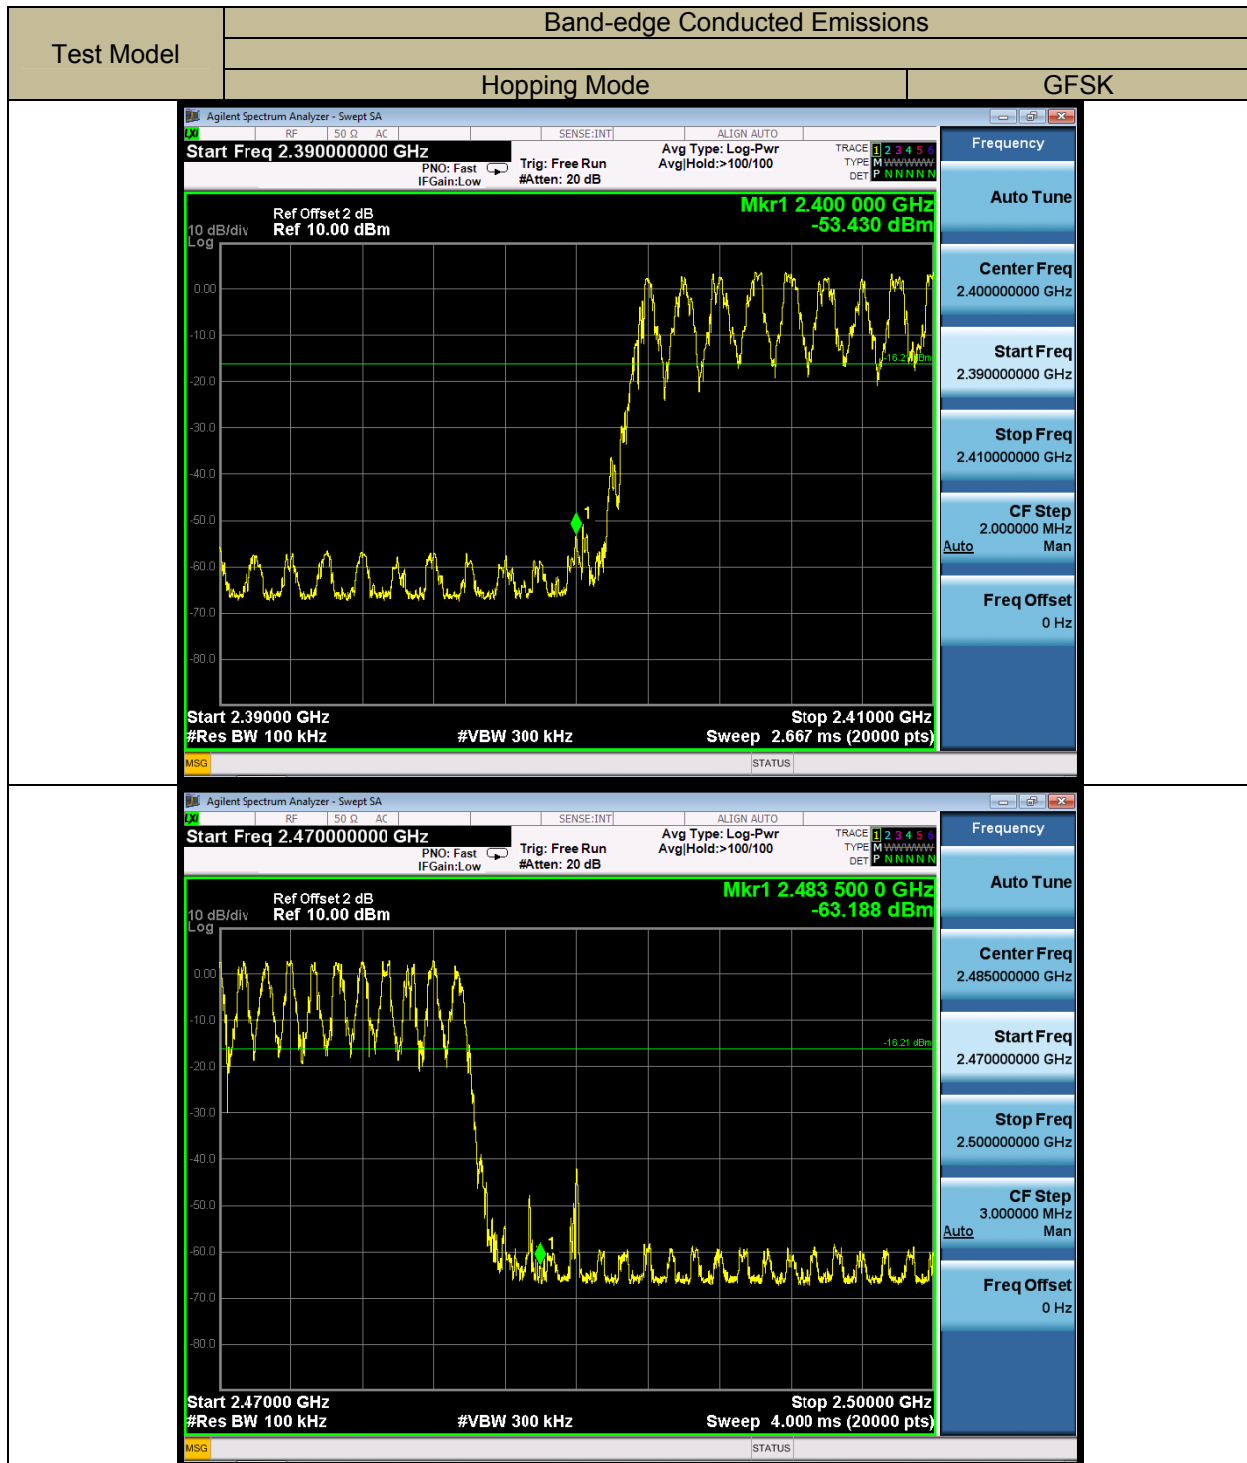 Test Model
Band-edge Conducted Emissions
Hopping Mode
GFSK
Agilent Spectrum Analyzer - Swept SA
LXI RF 50 Ω AC SENSE:INT ALIGN AUTO
Start Freq 2.390000000 GHz
PNO: Fast
IFGain:Low
Trig: Free Run
#Atten: 20 dB
Avg Type: Log-Pwr
Avg|Hold:>100/100
TRACE 1 2 3 4 5 6
TYPE M WWWWW
DET P N N N N N
Mkr1 2.400 000 GHz
-53.430 dBm
Ref Offset 2 dB
10 dB/div Ref 10.00 dBm
Log
0.00
-10.0
-20.0
-30.0
-40.0
-50.0
-60.0
-70.0
-80.0
1
Start 2.39000 GHz
Stop 2.41000 GHz
#Res BW 100 kHz
#VBW 300 kHz
Sweep 2.667 ms (20000 pts)
MSG
STATUS
Frequency
Auto Tune
Center Freq
2.400000000 GHz
Start Freq
2.390000000 GHz
Stop Freq
2.410000000 GHz
CF Step
2.000000 MHz
Auto Man
Freq Offset
0 Hz
Agilent Spectrum Analyzer - Swept SA
LXI RF 50 Ω AC SENSE:INT ALIGN AUTO
Start Freq 2.470000000 GHz
PNO: Fast
IFGain:Low
Trig: Free Run
#Atten: 20 dB
Avg Type: Log-Pwr
Avg|Hold:>100/100
TRACE 1 2 3 4 5 6
TYPE M WWWWW
DET P N N N N N
Mkr1 2.483 500 0 GHz
-63.188 dBm
Ref Offset 2 dB
10 dB/div Ref 10.00 dBm
Log
0.00
-10.0
-20.0
-30.0
-40.0
-50.0
-60.0
-70.0
-80.0
-16.21 dBm
1
Start 2.47000 GHz
Stop 2.50000 GHz
#Res BW 100 kHz
#VBW 300 kHz
Sweep 4.000 ms (20000 pts)
MSG
STATUS
Frequency
Auto Tune
Center Freq
2.485000000 GHz
Start Freq
2.470000000 GHz
Stop Freq
2.500000000 GHz
CF Step
3.000000 MHz
Auto Man
Freq Offset
0 Hz